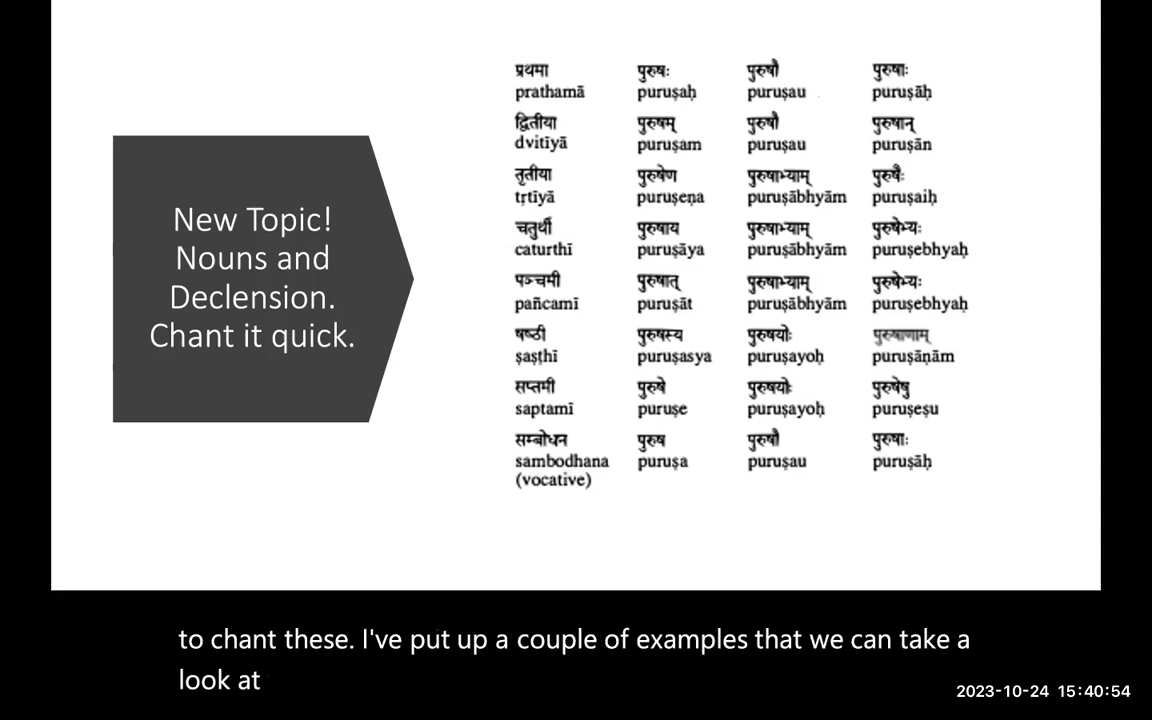 New Topic!
Nouns and
Declension.
Chant it quick.
प्रथमा पुरुषः पुरुषौ पुरुषाः
prathamā puruṣaḥ puruṣau puruṣāḥ
द्वितीया पुरुषम् पुरुषौ पुरुषान्
dvitīyā puruṣam puruṣau puruṣān
तृतीया पुरुषेण पुरुषाभ्याम् पुरुषैः
tṛtīyā puruṣeṇa puruṣābhyām puruṣaiḥ
चतुर्थी पुरुषाय पुरुषाभ्याम् पुरुषेभ्यः
caturthī puruṣāya puruṣābhyām puruṣebhyaḥ
पञ्चमी पुरुषात् पुरुषाभ्याम् पुरुषेभ्यः
pañcamī puruṣāt puruṣābhyām puruṣebhyaḥ
षष्ठी पुरुषस्य पुरुषयोः पुरुषाणाम्
ṣaṣṭhī puruṣasya puruṣayoḥ puruṣāṇām
सप्तमी पुरुषे पुरुषयोः पुरुषेषु
saptamī puruṣe puruṣayoḥ puruṣeṣu
सम्बोधन पुरुष पुरुषौ पुरुषाः
sambodhana puruṣa puruṣau puruṣāḥ
(vocative)
to chant these. I've put up a couple of examples that we can take a
look at
2023-10-24 15:40:54